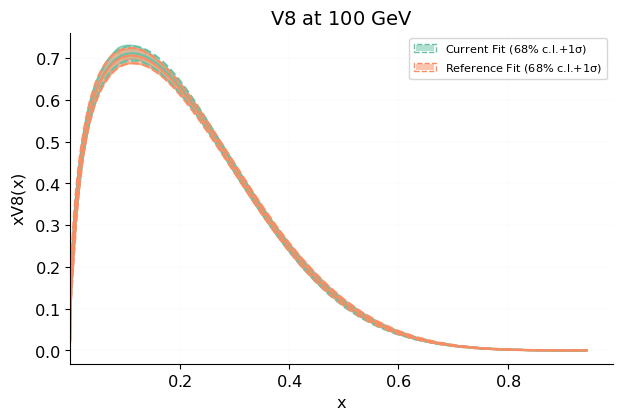 V8 at 100 GeV
Current Fit (68% c.l.+1σ)
Reference Fit (68% c.l.+1σ)
xV8(x)
0.7
0.6
0.5
0.4
0.3
0.2
0.1
0.0
0.2 0.4 0.6 0.8
x